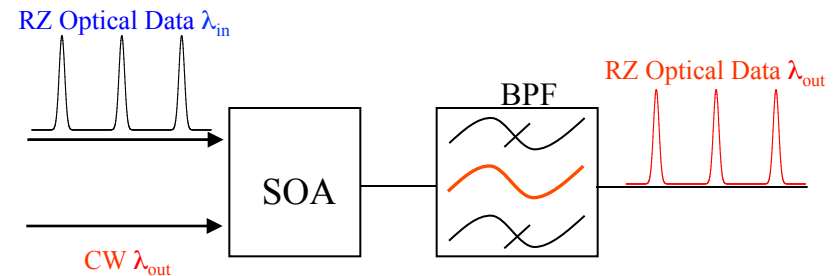 RZ Optical Data λin
RZ Optical Data λout
BPF
SOA
CW λout